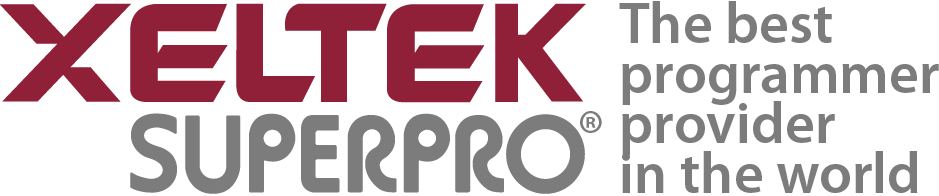 XELTEK
SUPERPRO®
The best
programmer
provider
in the world